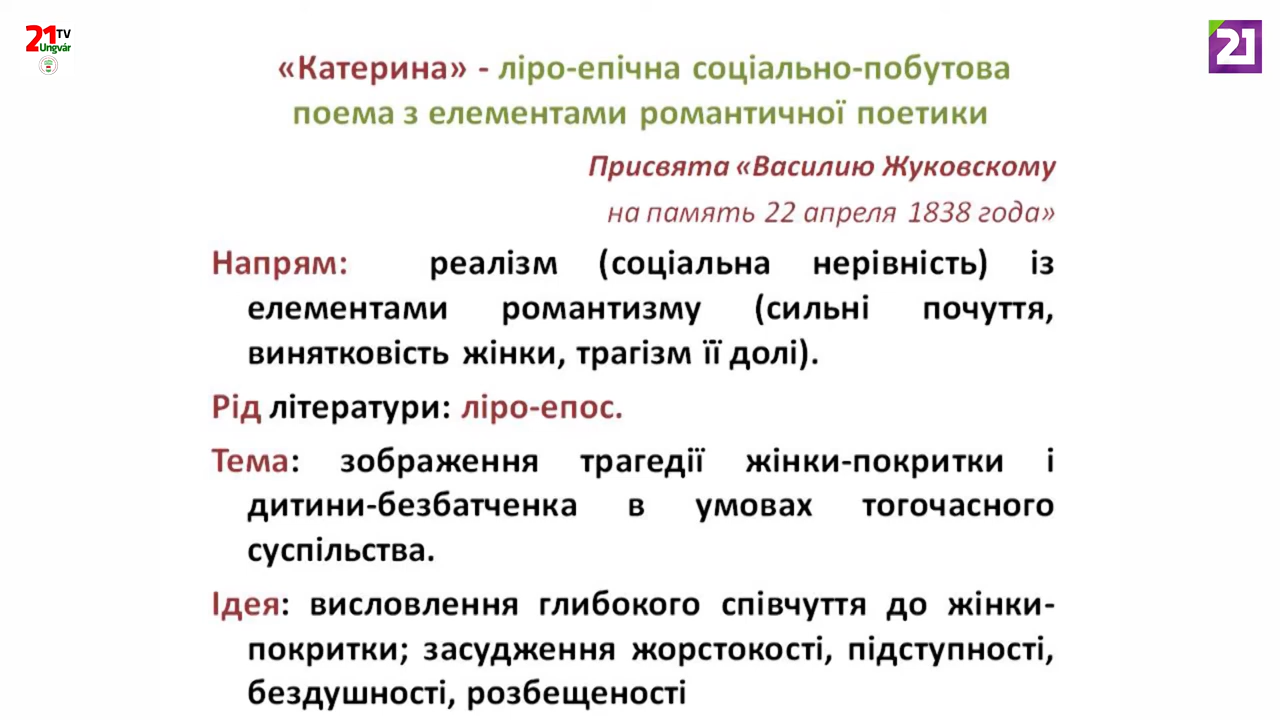 21 TV
Ungvár
21
«Катерина» - ліро-епічна соціально-побутова
поема з елементами романтичної поетики
Присвята «Василию Жуковскому
на память 22 апреля 1838 года»
Напрям: реалізм (соціальна нерівність) із
елементами романтизму (сильні почуття,
винятковість жінки, трагізм її долі).
Рід літератури: ліро-епос.
Тема: зображення трагедії жінки-покритки і
дитини-безбатченка в умовах тогочасного
суспільства.
Ідея: висловлення глибокого співчуття до жінки-
покритки; засудження жорстокості, підступності,
бездушності, розбещеності